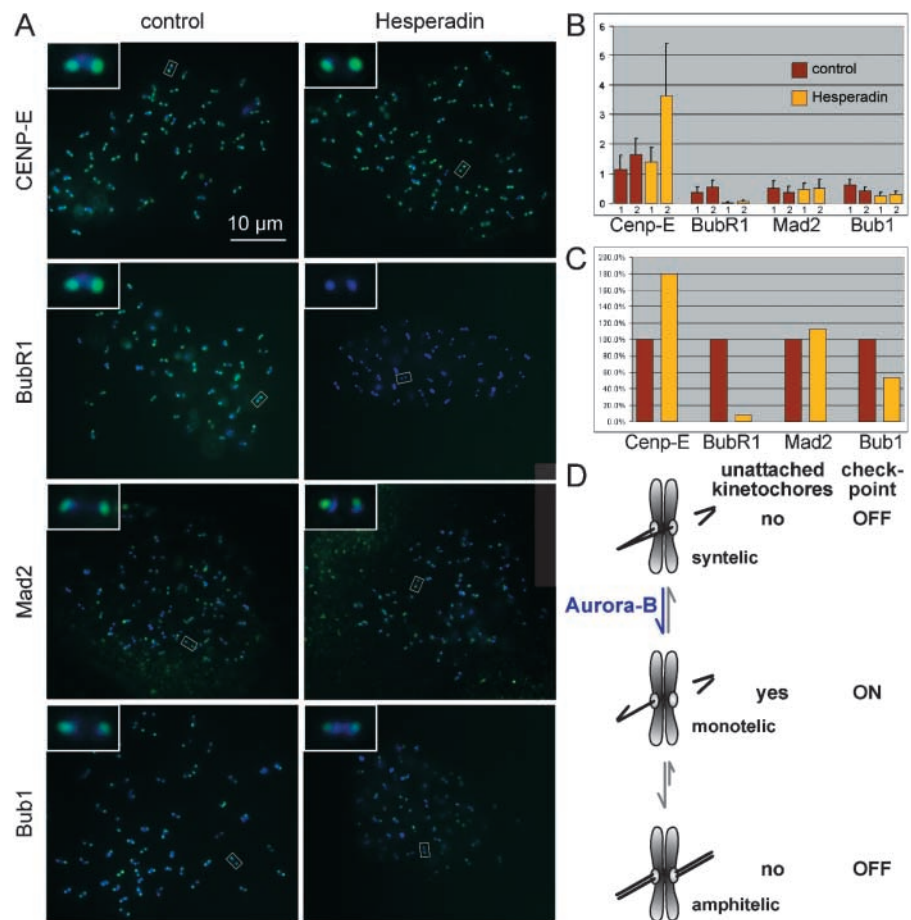 A
control
Hesperadin
CENP-E
10 µm
BubR1
Mad2
Bub1
B
6
5
4
3
2
1
0
control
Hesperadin
1 2 1 2 1 2 1 2 1 2 1 2 1 2 1 2
Cenp-E BubR1 Mad2 Bub1
C
200.0%
180.0%
160.0%
140.0%
120.0%
100.0%
80.0%
60.0%
40.0%
20.0%
0.0%
Cenp-E BubR1 Mad2 Bub1
D
unattached check-
kinetochores point
no OFF
syntelic
Aurora-B
yes ON
monotelic
no OFF
amphitelic